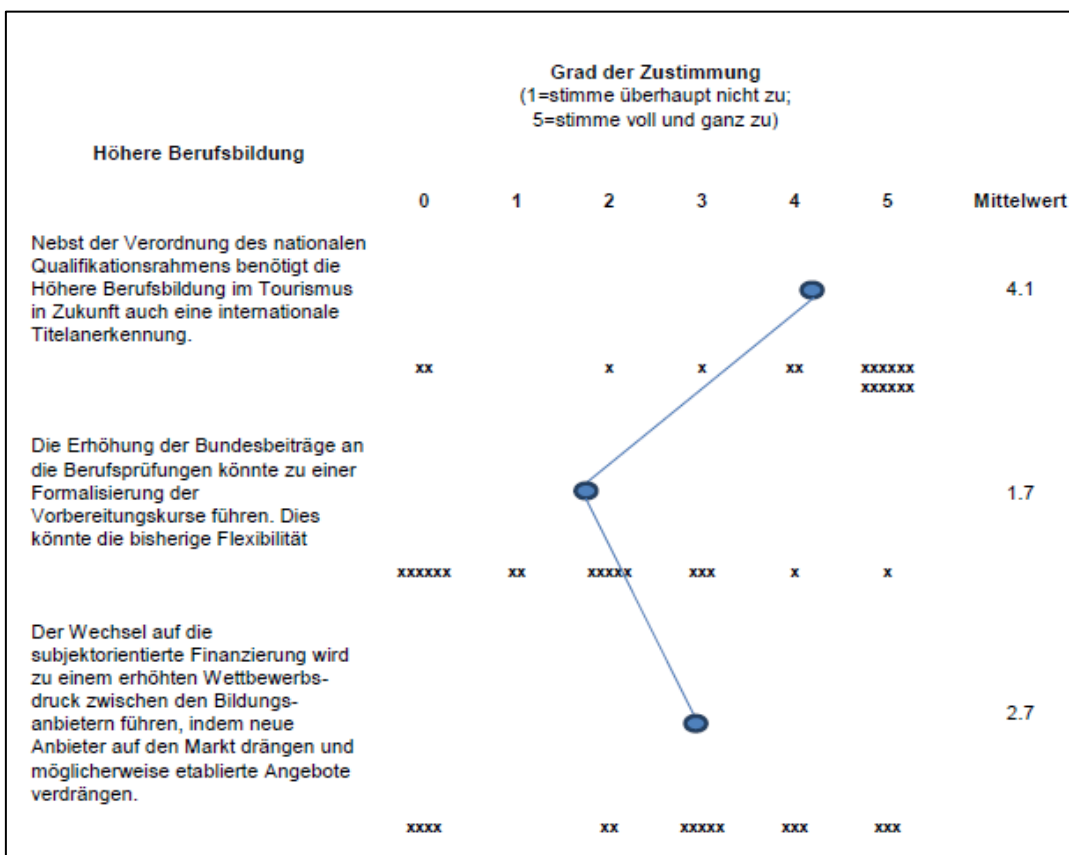 Grad der Zustimmung
(1=stimme überhaupt nicht zu;
5=stimme voll und ganz zu)
Höhere Berufsbildung
0 1 2 3 4 5 Mittelwert
Nebst der Verordnung des nationalen
Qualifikationsrahmens benötigt die
Höhere Berufsbildung im Tourismus
in Zukunft auch eine internationale
Titelanerkennung.
4.1
xx x x xx xxxxxx
xxxxxx
Die Erhöhung der Bundesbeiträge an
die Berufsprüfungen könnte zu einer
Formalisierung der
Vorbereitungskurse führen. Dies
könnte die bisherige Flexibilität
1.7
xxxxxx xx xxxxx xxx x x
Der Wechsel auf die
subjektorientierte Finanzierung wird
zu einem erhöhten Wettbewerbs-
druck zwischen den Bildungs-
anbietern führen, indem neue
Anbieter auf den Markt drängen und
möglicherweise etablierte Angebote
verdrängen.
2.7
xxxx xx xxxxx xxx xxx